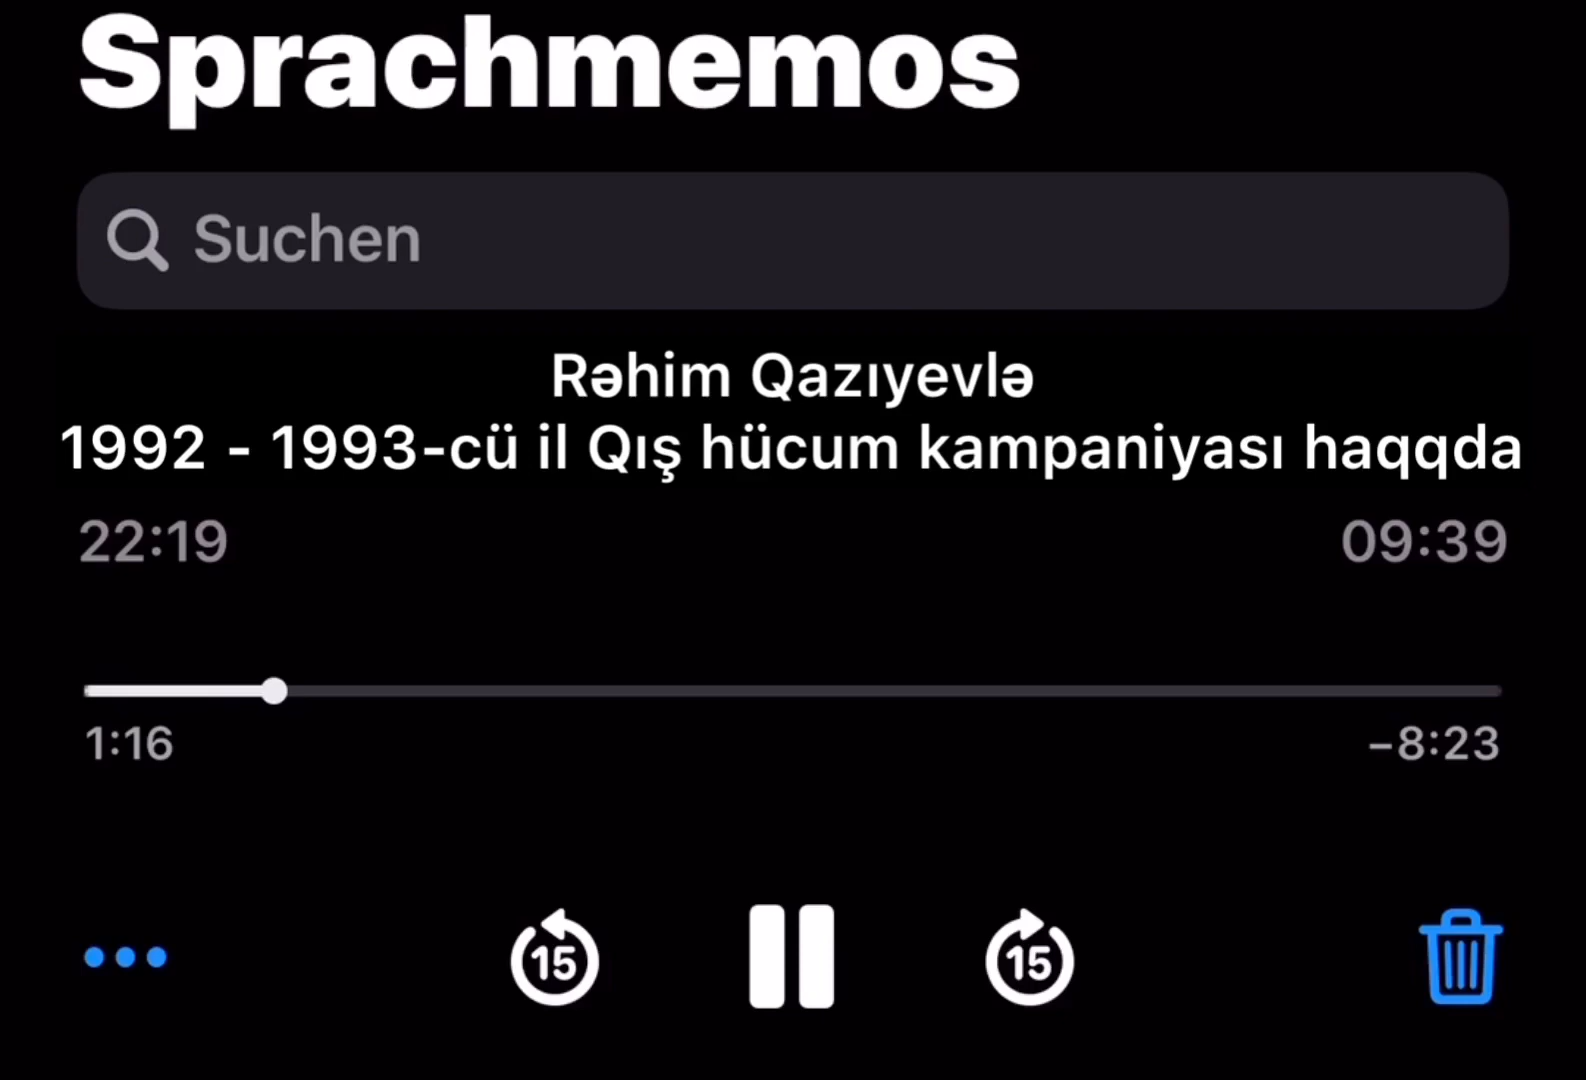 Sprachmemos
Suchen
Rəhim Qazıyevlə
1992 - 1993-cü il Qış hücum kampaniyası haqqda
22:19 09:39
1:16 −8:23
15 15